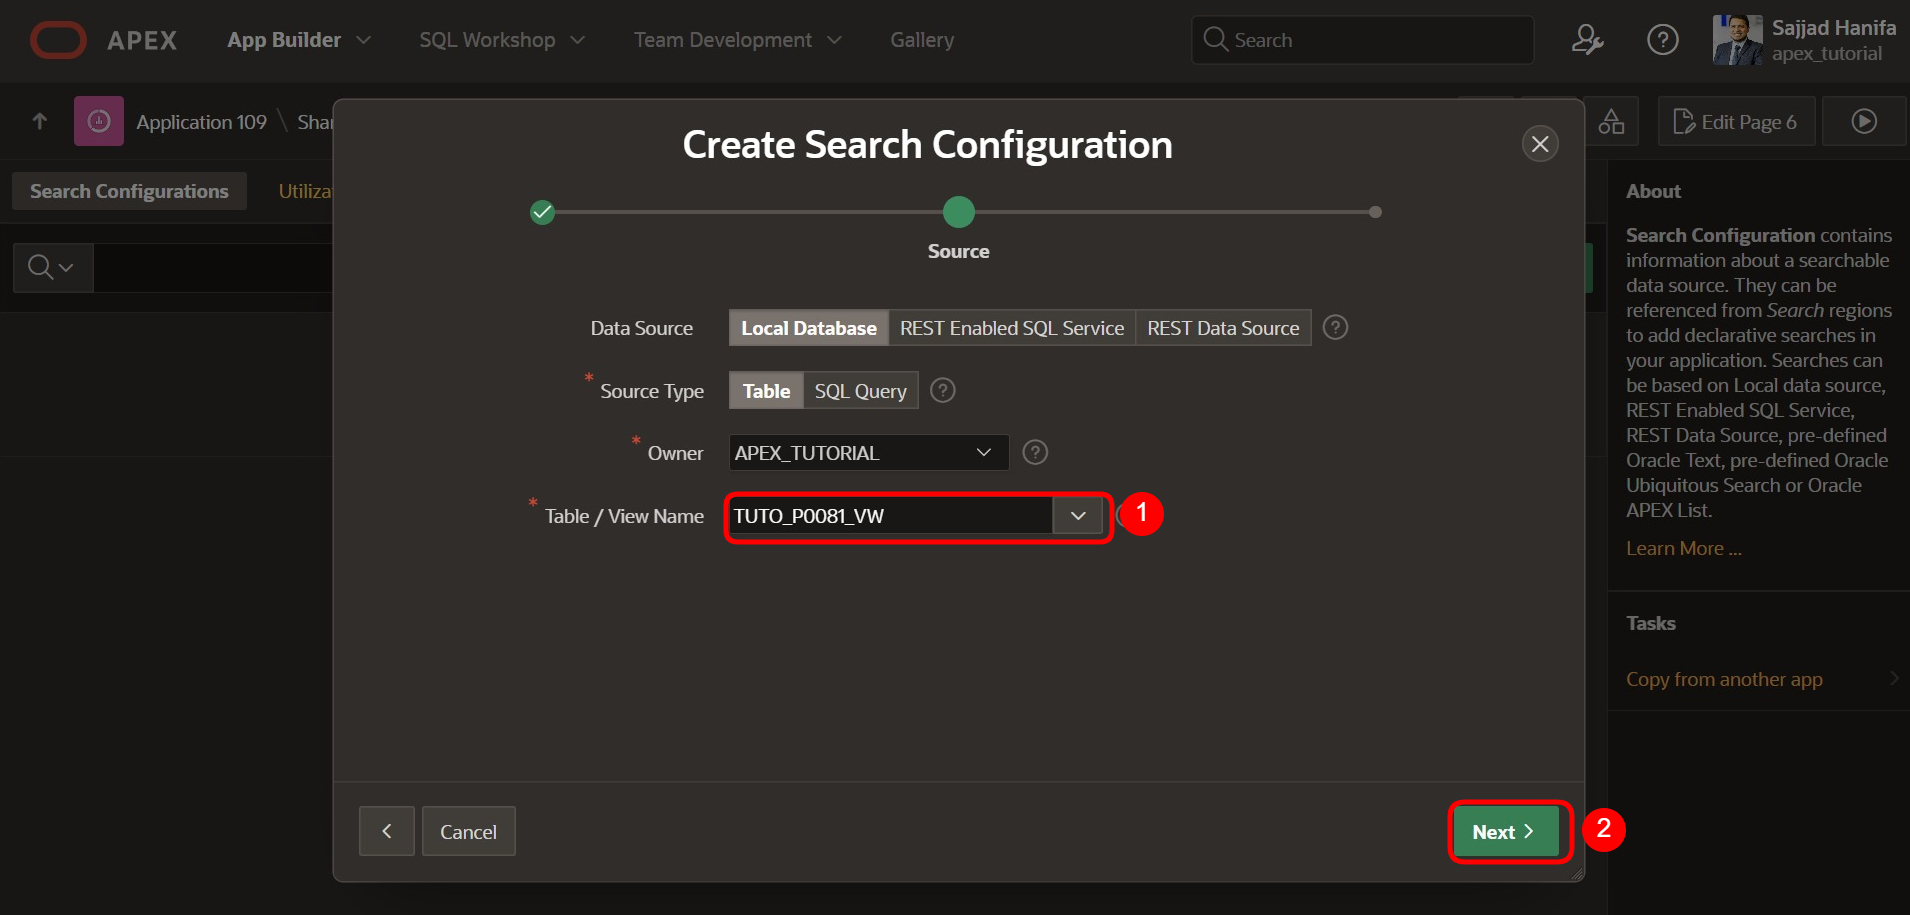 APEX App Builder SQL Workshop Team Development Gallery Search Sajjad Hanifa
apex_tutorial
Application 109 \ Shar Edit Page 6
Create Search Configuration
Search Configurations Utiliza
Source
Data Source Local Database REST Enabled SQL Service REST Data Source ?
* Source Type Table SQL Query ?
* Owner APEX_TUTORIAL ?
* Table / View Name TUTO_P0081_VW 1
Cancel Next 2
About
Search Configuration contains
information about a searchable
data source. They can be
referenced from Search regions
to add declarative searches in
your application. Searches can
be based on Local data source,
REST Enabled SQL Service,
REST Data Source, pre-defined
Oracle Text, pre-defined Oracle
Ubiquitous Search or Oracle
APEX List.
Learn More ...
Tasks
Copy from another app